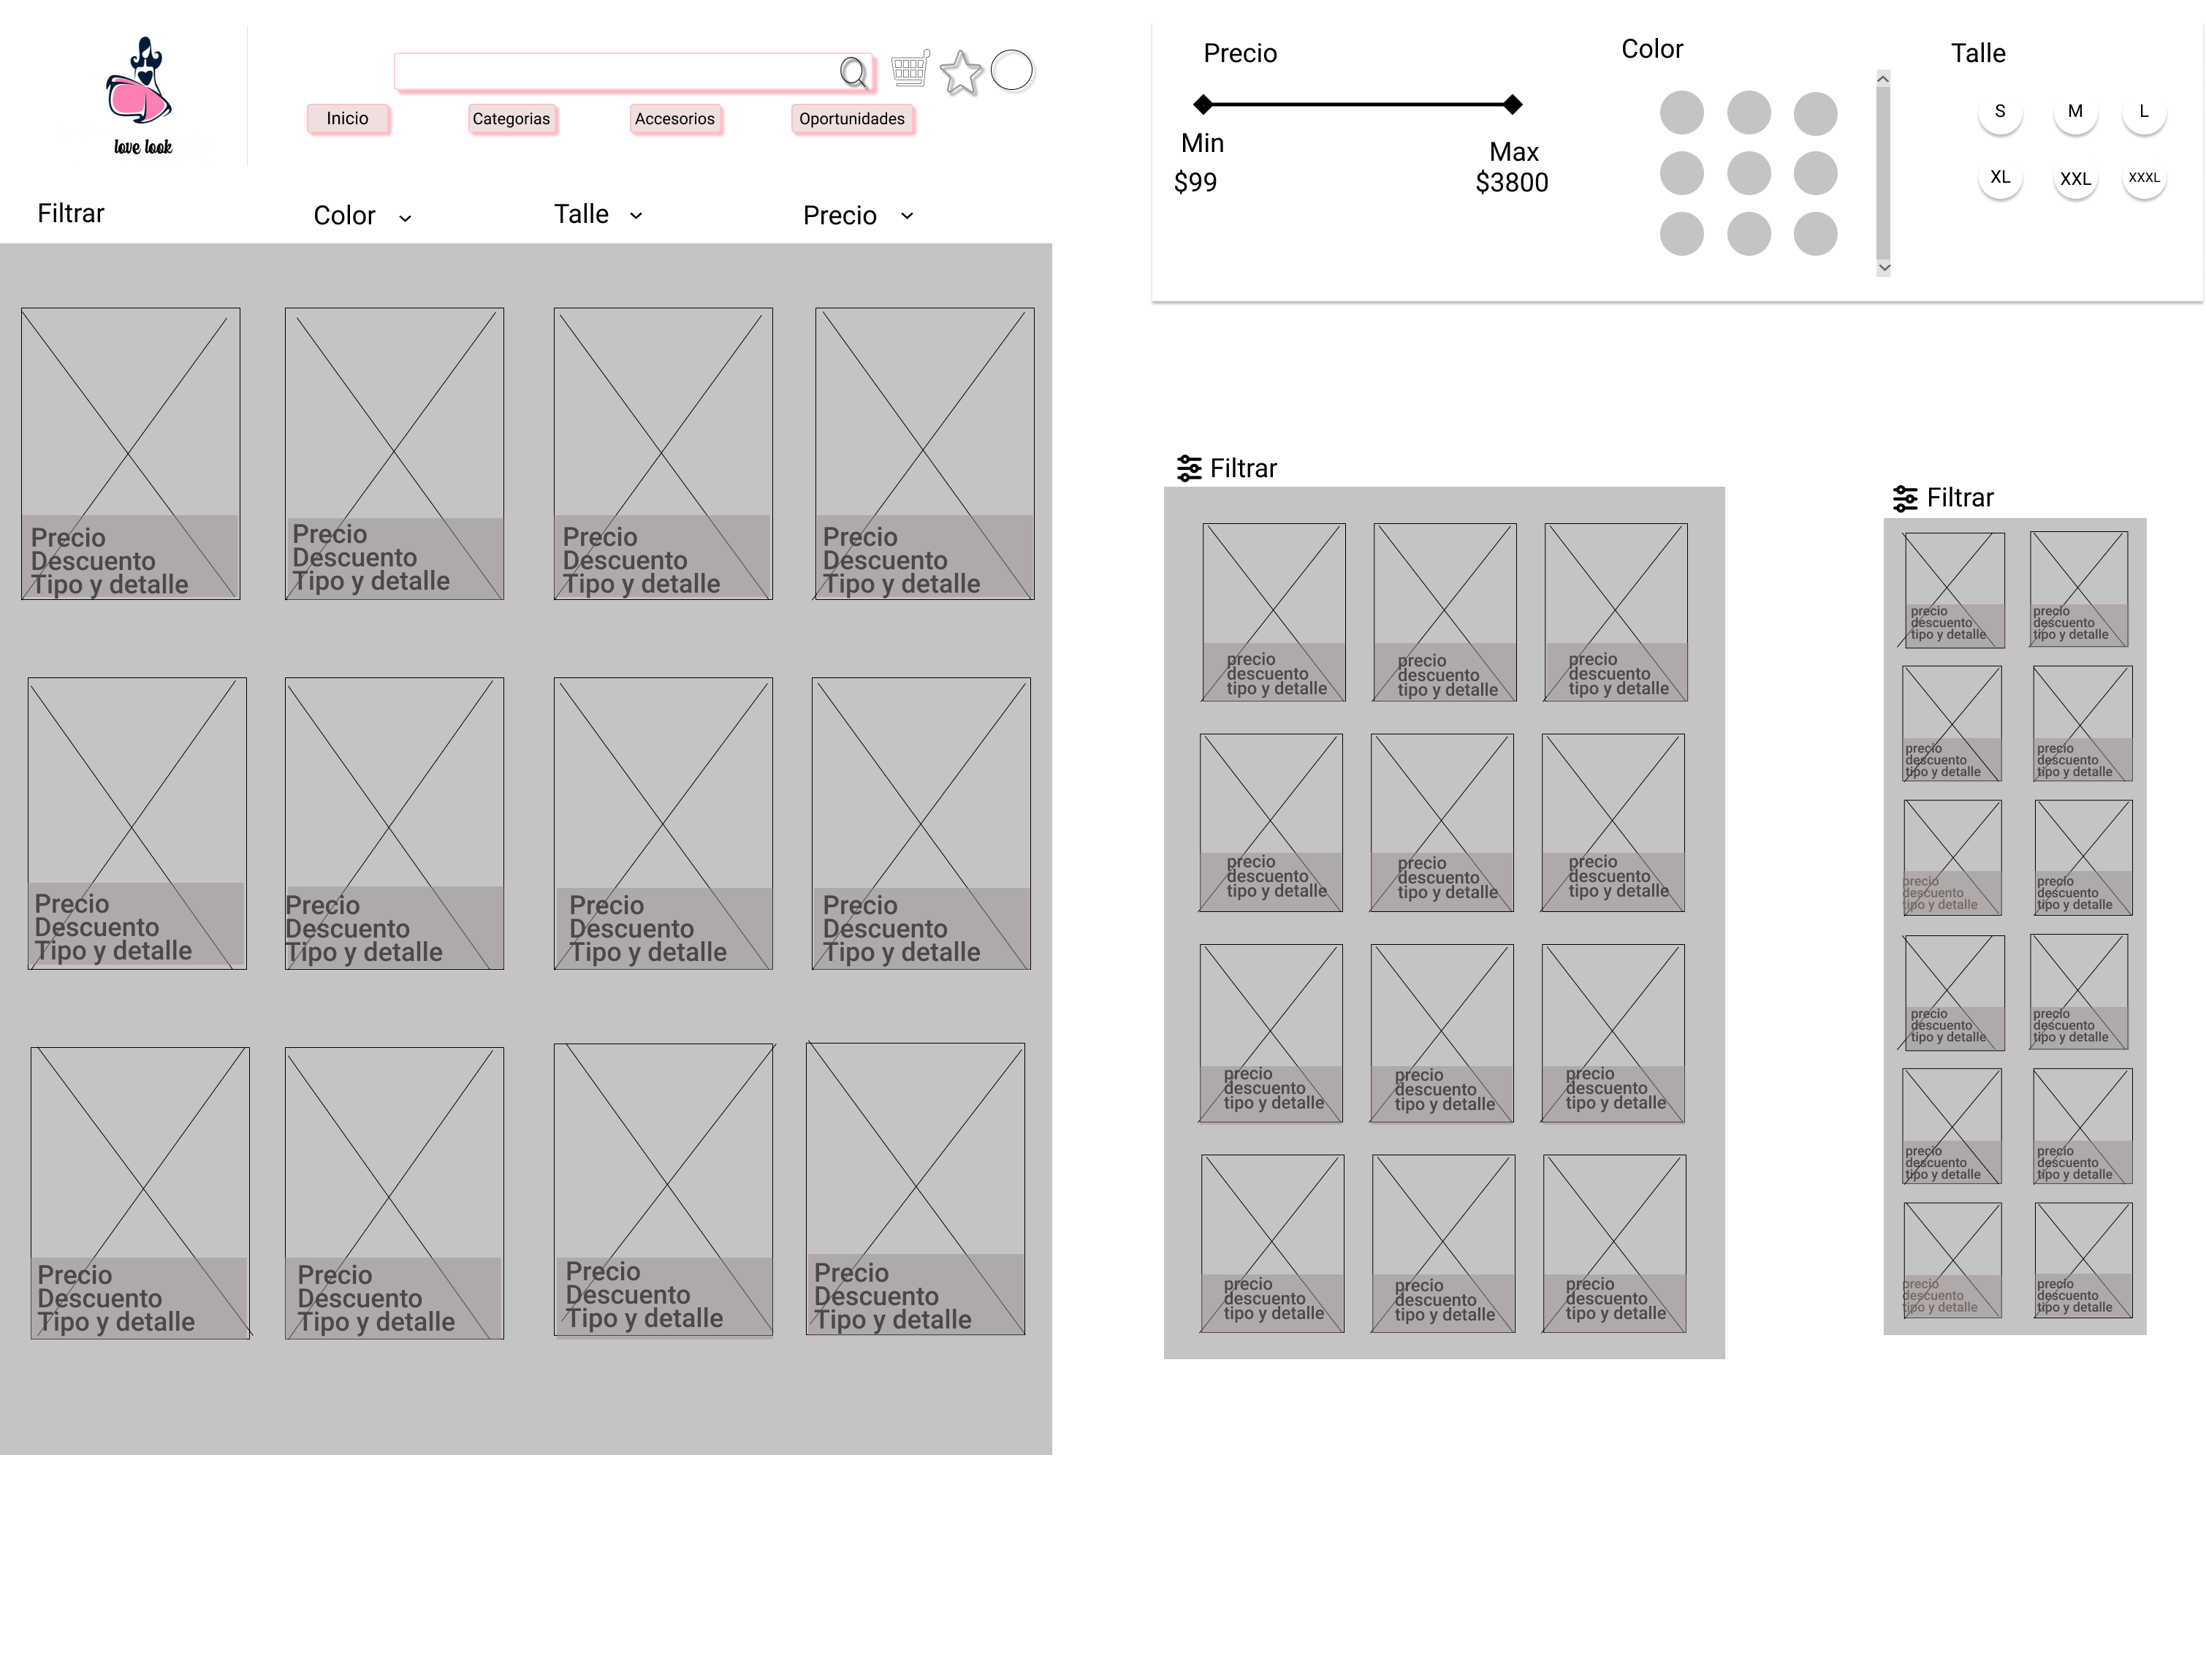 love look
Inicio
Categorias
Accesorios
Oportunidades
Filtrar
Color
Talle
Precio
Precio
Descuento
Tipo y detalle
Precio
Descuento
Tipo y detalle
Precio
Descuento
Tipo y detalle
Precio
Descuento
Tipo y detalle
Precio
Descuento
Tipo y detalle
Precio
Descuento
Tipo y detalle
Precio
Descuento
Tipo y detalle
Precio
Descuento
Tipo y detalle
Precio
Descuento
Tipo y detalle
Precio
Descuento
Tipo y detalle
Precio
Descuento
Tipo y detalle
Precio
Descuento
Tipo y detalle
Precio
Min
$99
Max
$3800
Color
Talle
S
M
L
XL
XXL
XXXL
Filtrar
precio
descuento
tipo y detalle
precio
descuento
tipo y detalle
precio
descuento
tipo y detalle
precio
descuento
tipo y detalle
precio
descuento
tipo y detalle
precio
descuento
tipo y detalle
precio
descuento
tipo y detalle
precio
descuento
tipo y detalle
precio
descuento
tipo y detalle
precio
descuento
tipo y detalle
precio
descuento
tipo y detalle
precio
descuento
tipo y detalle
Filtrar
precio
descuento
tipo y detalle
precio
descuento
tipo y detalle
precio
descuento
tipo y detalle
precio
descuento
tipo y detalle
precio
descuento
tipo y detalle
precio
descuento
tipo y detalle
precio
descuento
tipo y detalle
precio
descuento
tipo y detalle
precio
descuento
tipo y detalle
precio
descuento
tipo y detalle
precio
descuento
tipo y detalle
precio
descuento
tipo y detalle